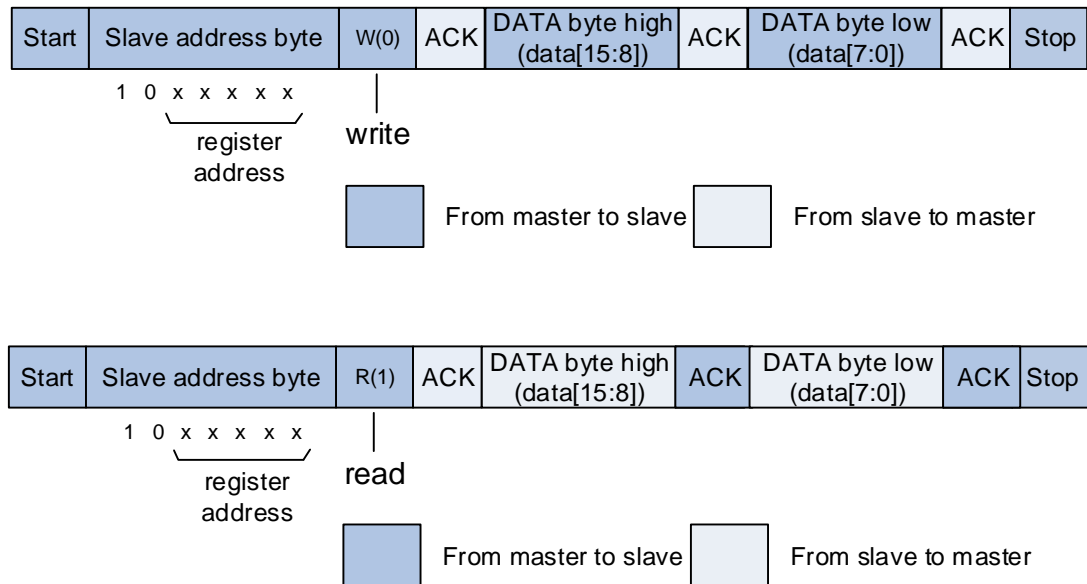 Start Slave address byte W(0) ACK DATA byte high ACK DATA byte low ACK Stop
(data[15:8]) (data[7:0])
1 0 x x x x x
register
address
write
From master to slave From slave to master
Start Slave address byte R(1) ACK DATA byte high ACK DATA byte low ACK Stop
(data[15:8]) (data[7:0])
1 0 x x x x x
register
address
read
From master to slave From slave to master